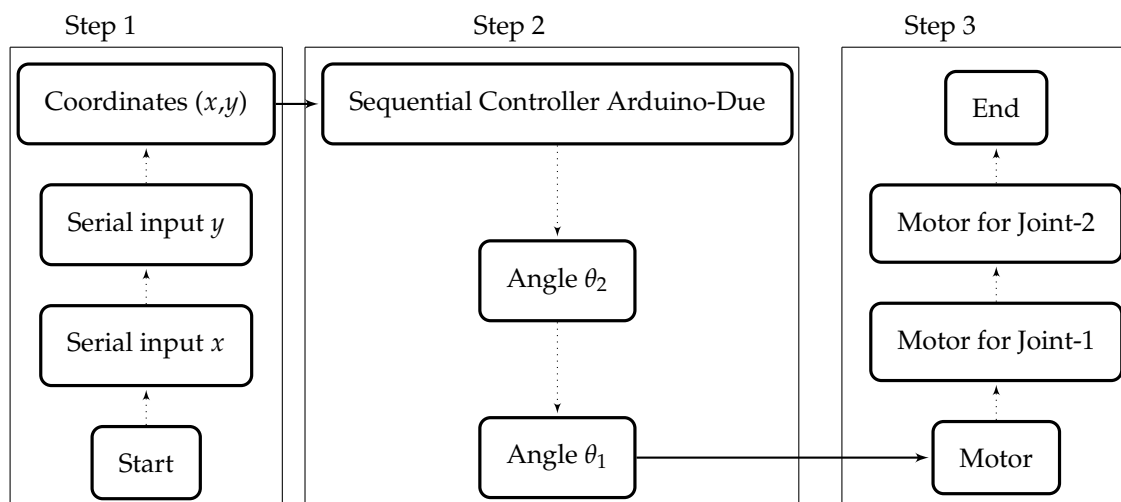 Step 1
Step 2
Step 3
Coordinates (x,y)
Sequential Controller Arduino-Due
End
Serial input y
Motor for Joint-2
Angle θ2
Serial input x
Motor for Joint-1
Start
Angle θ1
Motor